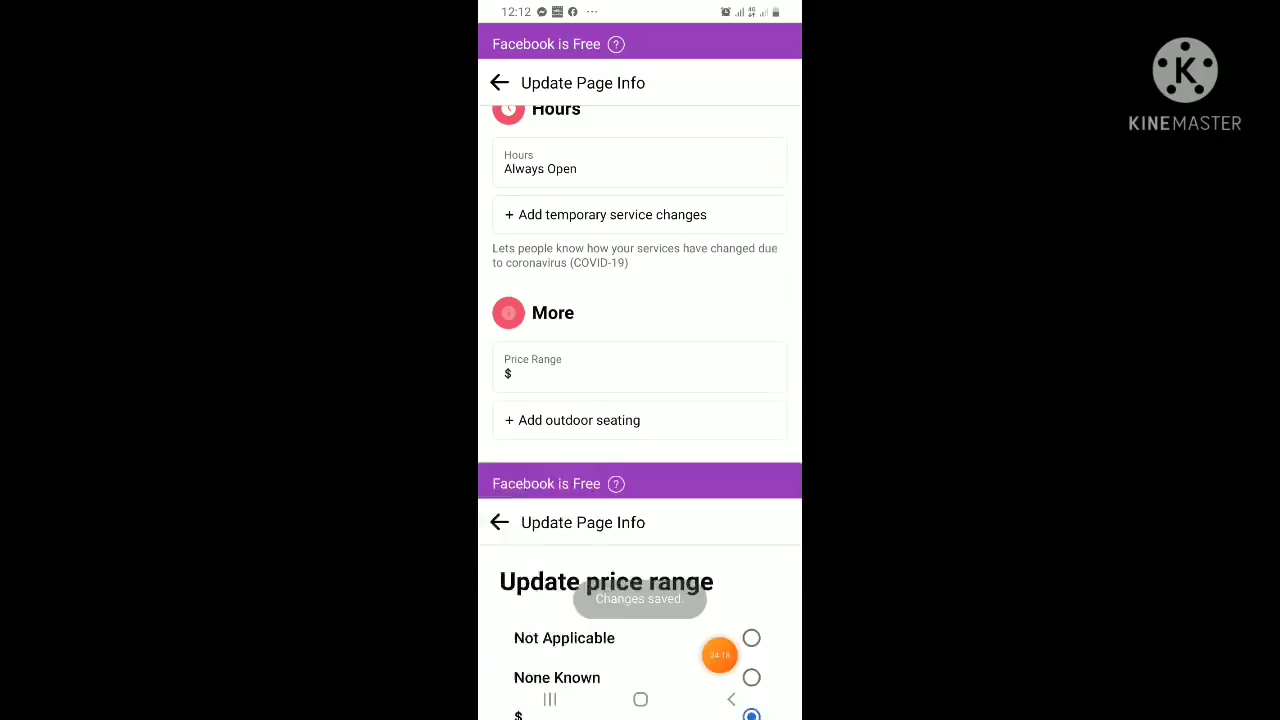 12:12
Facebook is Free ?
Update Page Info
Hours
Hours
Always Open
+ Add temporary service changes
Lets people know how your services have changed due
to coronavirus (COVID-19)
More
Price Range
$
+ Add outdoor seating
Facebook is Free ?
Update Page Info
Update price range
Changes saved.
Not Applicable
24:18
None Known
$
K
KINEMASTER